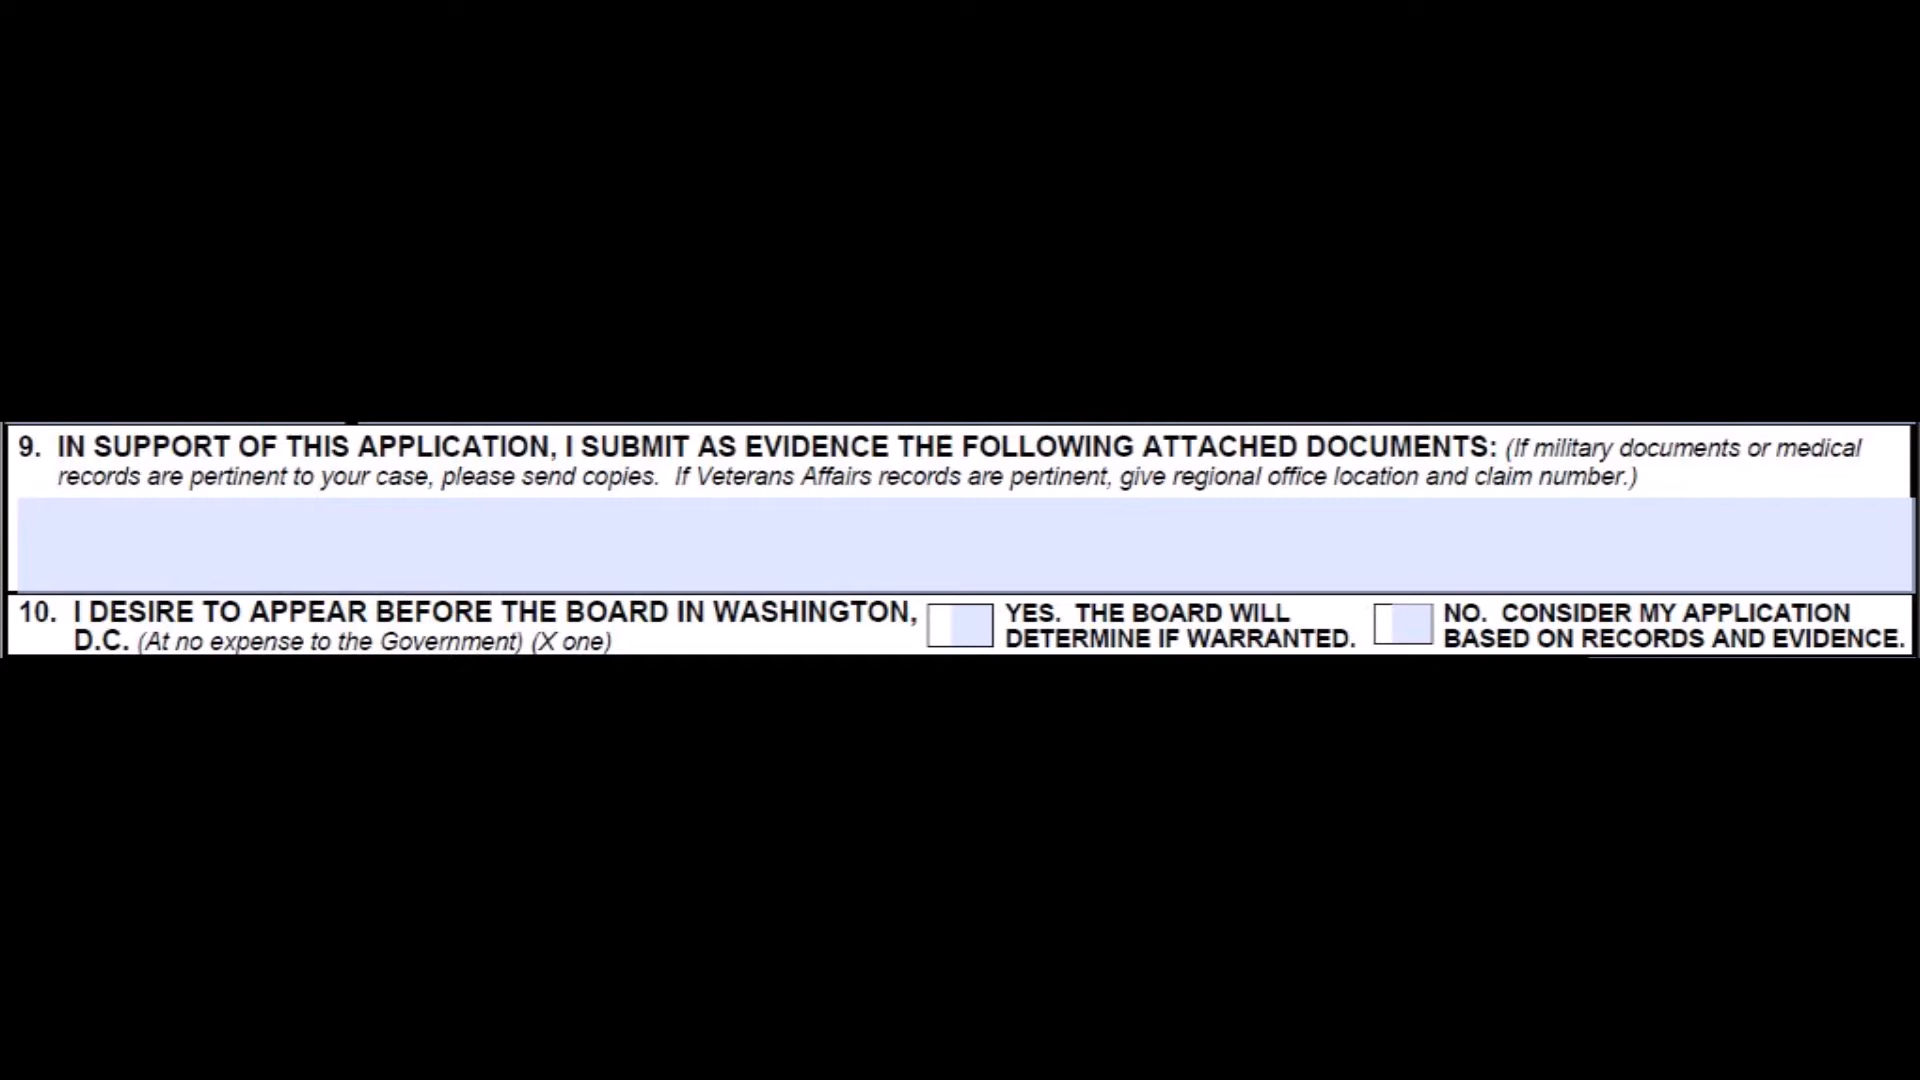 9. IN SUPPORT OF THIS APPLICATION, I SUBMIT AS EVIDENCE THE FOLLOWING ATTACHED DOCUMENTS: (If military documents or medical
records are pertinent to your case, please send copies. If Veterans Affairs records are pertinent, give regional office location and claim number.)
10. I DESIRE TO APPEAR BEFORE THE BOARD IN WASHINGTON,
D.C. (At no expense to the Government) (X one)
YES. THE BOARD WILL
DETERMINE IF WARRANTED.
NO. CONSIDER MY APPLICATION
BASED ON RECORDS AND EVIDENCE.